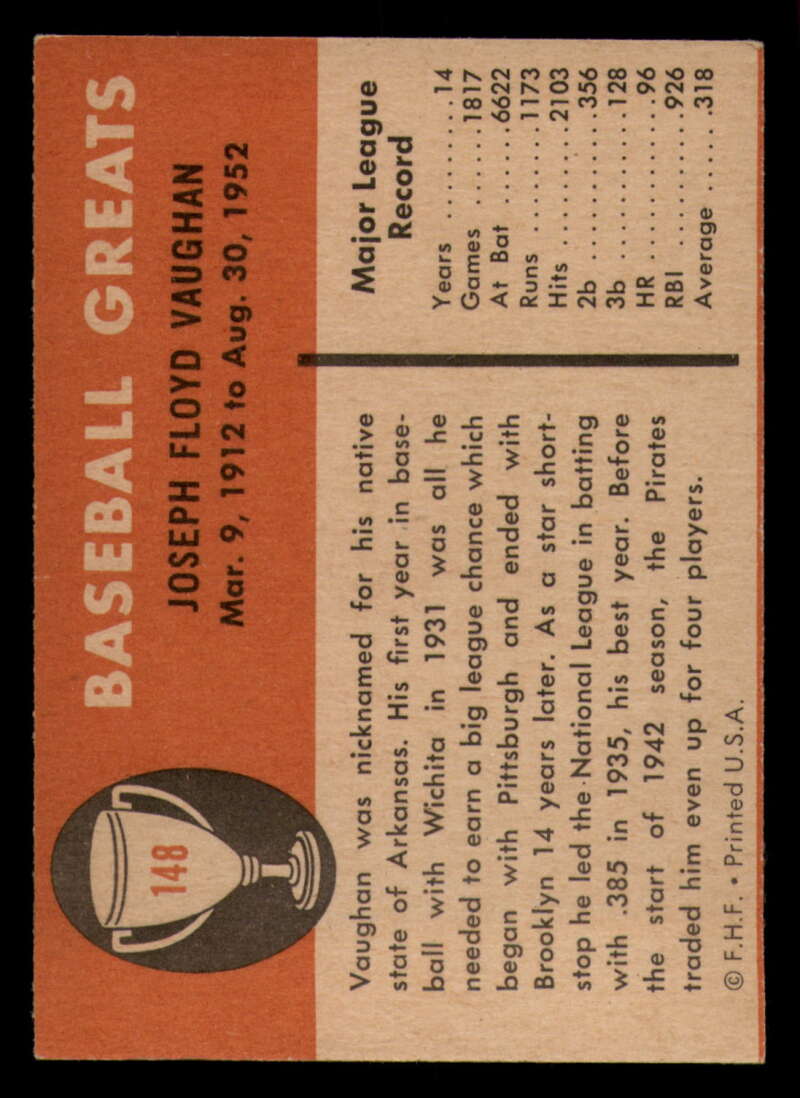 BASEBALL GREATS
JOSEPH FLOYD VAUGHAN
Mar. 9, 1912 to Aug. 30, 1952
148
Vaughan was nicknamed for his native
state of Arkansas. His first year in base-
ball with Wichita in 1931 was all he
needed to earn a big league chance which
began with Pittsburgh and ended with
Brooklyn 14 years later. As a star short-
stop he led the National League in batting
with .385 in 1935, his best year. Before
the start of 1942 season, the Pirates
traded him even up for four players.
© F.H.F. • Printed U.S.A.
Major League
Record
Years ........14
Games ......1817
At Bat ......6622
Runs .......1173
Hits ........2103
2b .........356
3b .........128
HR .........96
RBI ........926
Average .....318